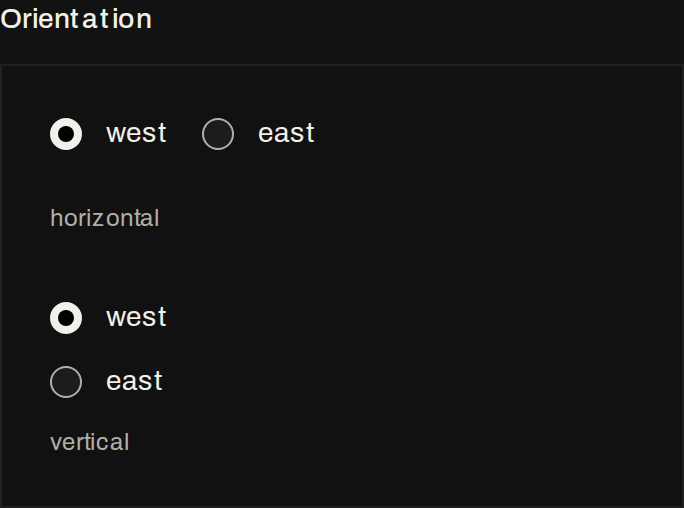 Orientation
west east
horizontal
west
east
vertical